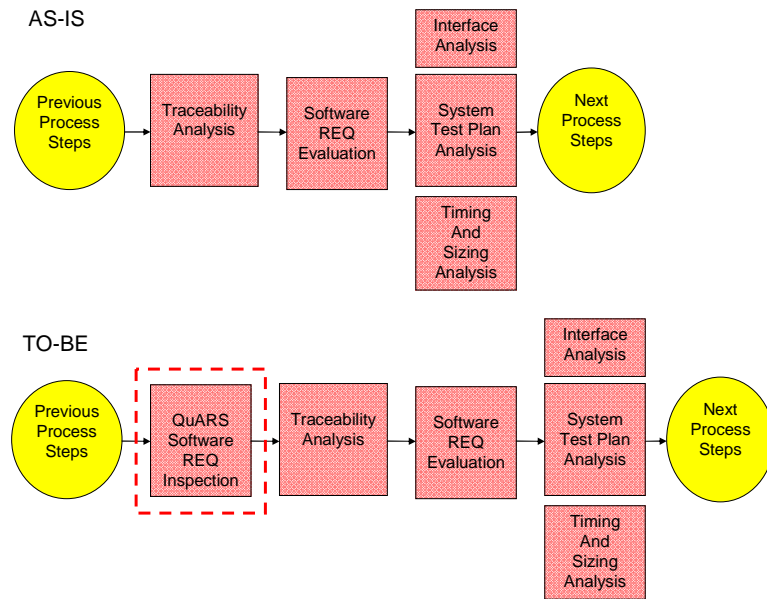 AS-IS
Previous
Process
Steps
Traceability
Analysis
Software
REQ
Evaluation
Interface
Analysis
System
Test Plan
Analysis
Timing
And
Sizing
Analysis
Next
Process
Steps
TO-BE
Previous
Process
Steps
QuARS
Software
REQ
Inspection
Traceability
Analysis
Software
REQ
Evaluation
Interface
Analysis
System
Test Plan
Analysis
Timing
And
Sizing
Analysis
Next
Process
Steps